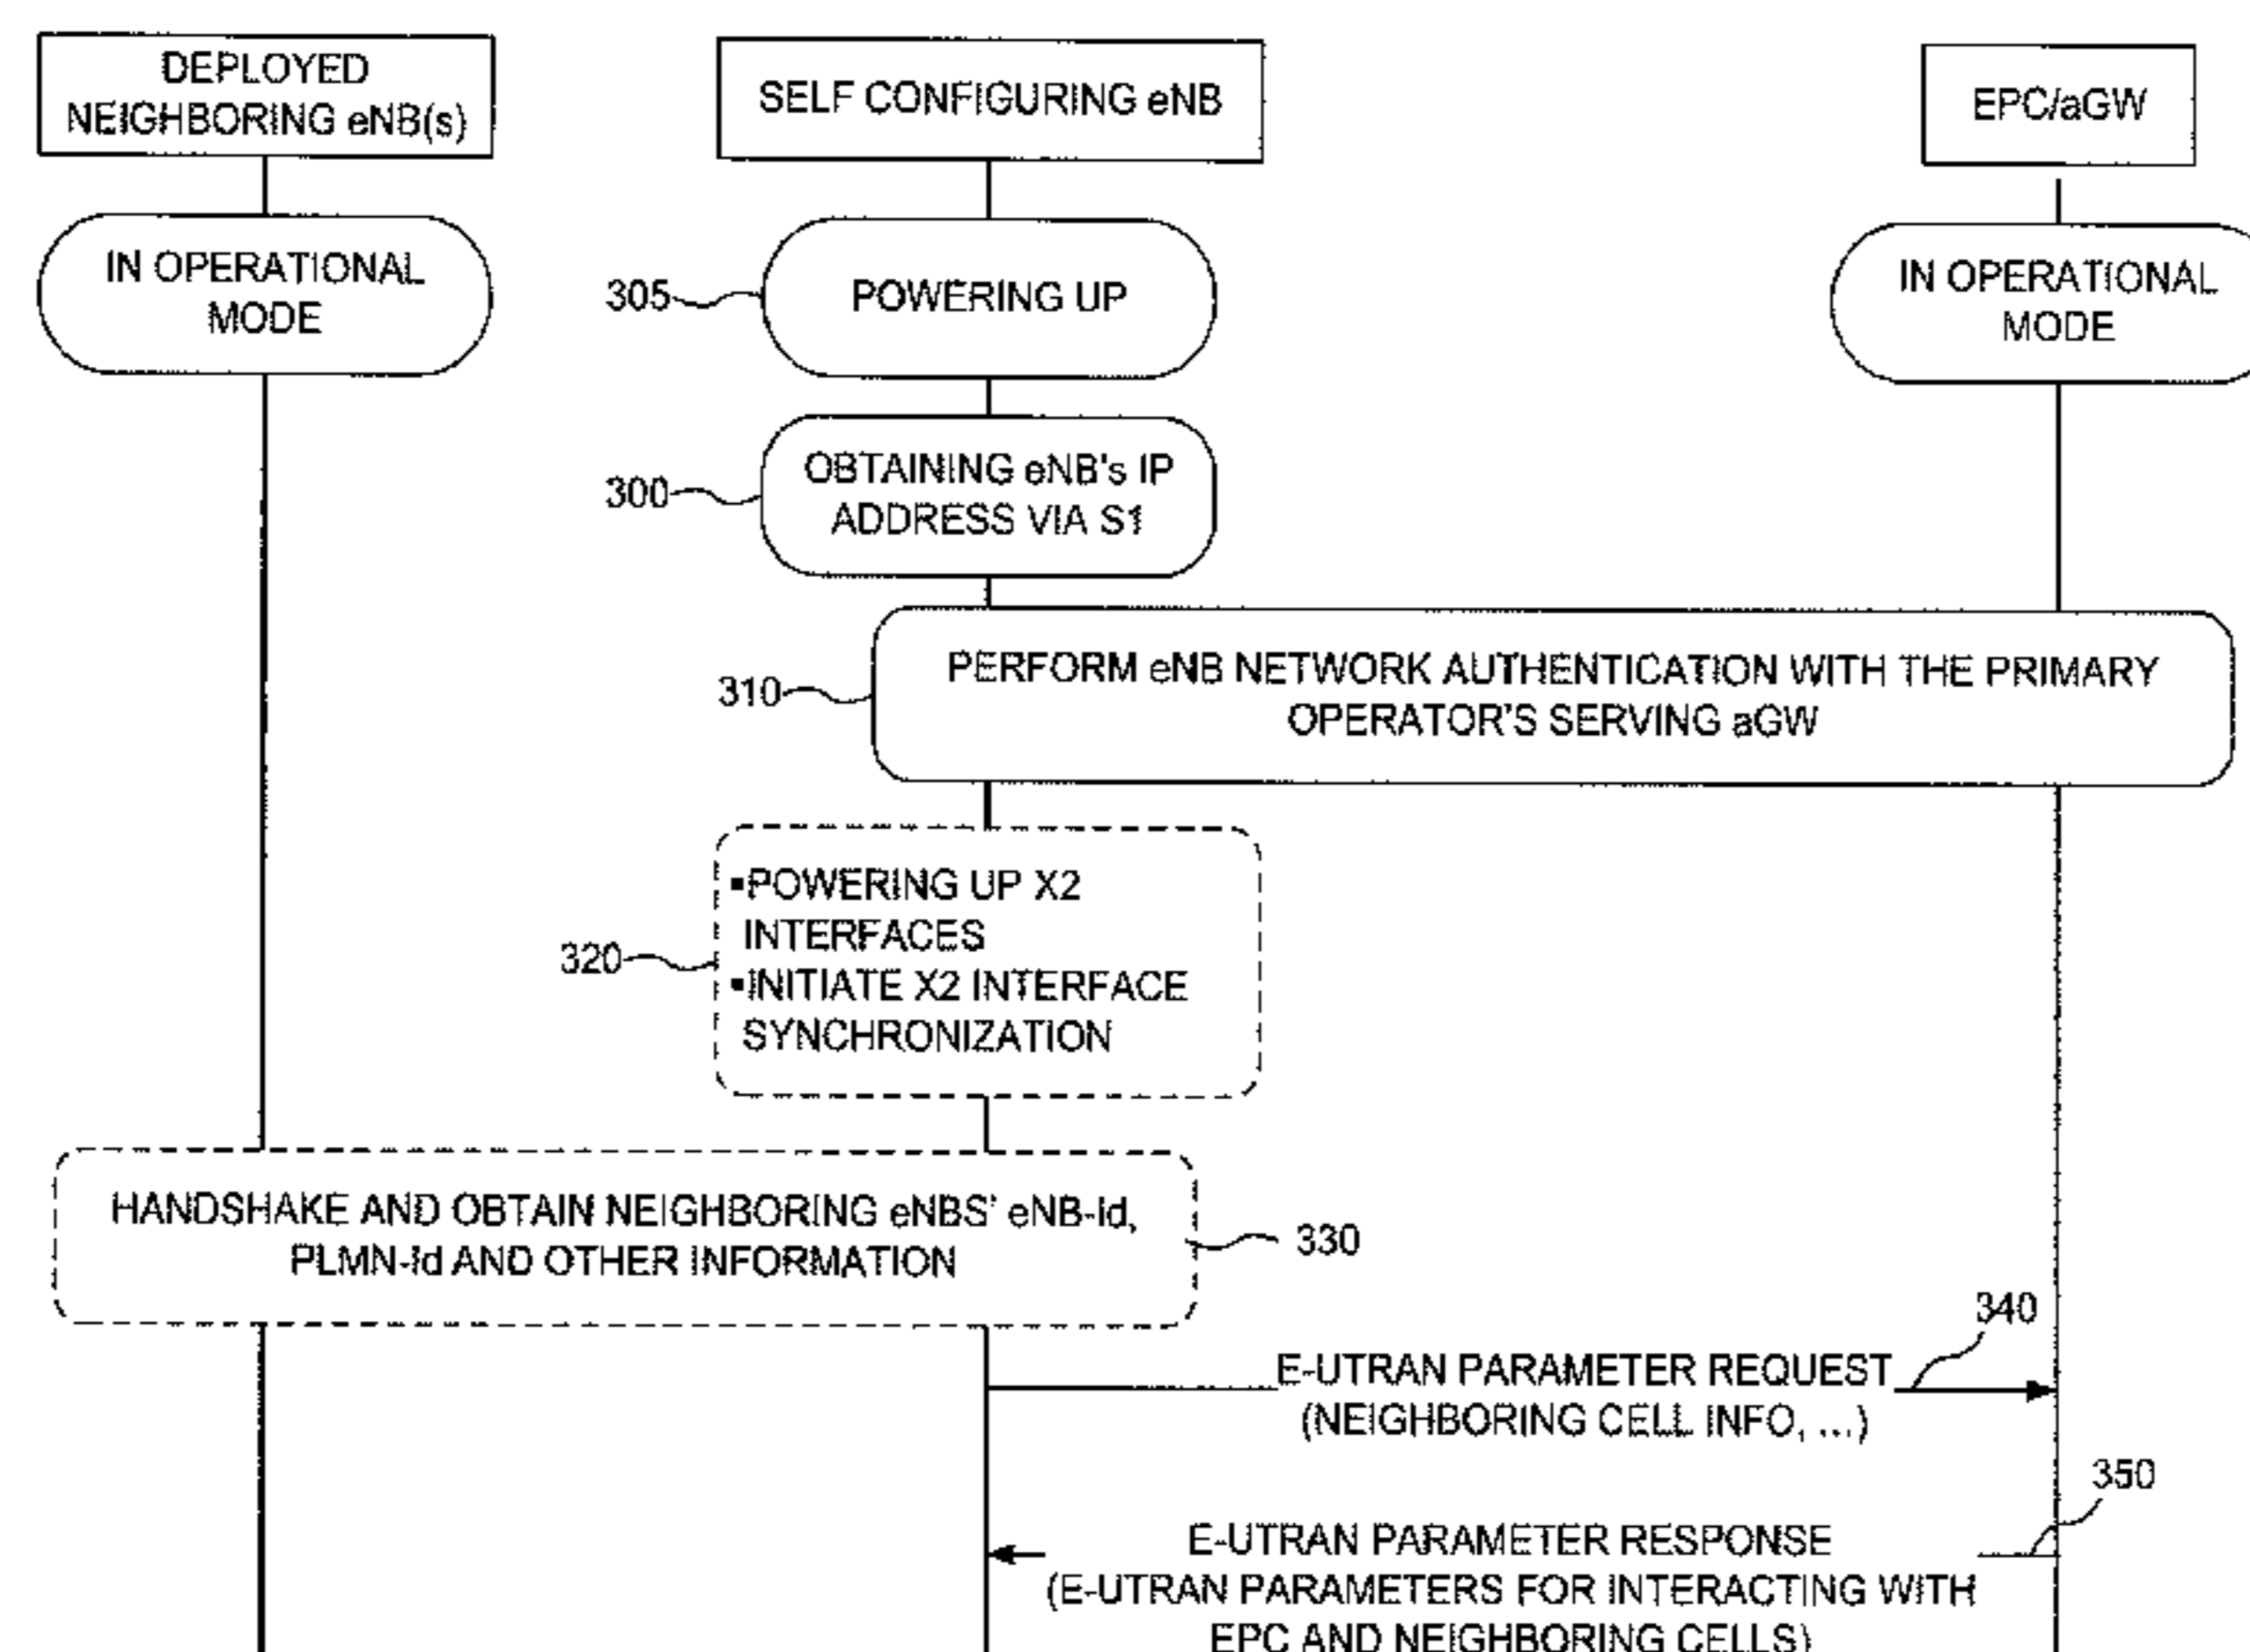 DEPLOYED
NEIGHBORING eNB(s)
SELF CONFIGURING eNB
EPC/aGW
IN OPERATIONAL
MODE
305
POWERING UP
IN OPERATIONAL
MODE
300
OBTAINING eNB's IP
ADDRESS VIA S1
310
PERFORM eNB NETWORK AUTHENTICATION WITH THE PRIMARY
OPERATOR'S SERVING aGW
320
▪POWERING UP X2
INTERFACES
▪INITIATE X2 INTERFACE
SYNCHRONIZATION
HANDSHAKE AND OBTAIN NEIGHBORING eNBS' eNB-id,
PLMN-Id AND OTHER INFORMATION
330
340
E-UTRAN PARAMETER REQUEST
(NEIGHBORING CELL INFO, ...)
350
E-UTRAN PARAMETER RESPONSE
(E-UTRAN PARAMETERS FOR INTERACTING WITH
EPC AND NEIGHBORING CELLS)